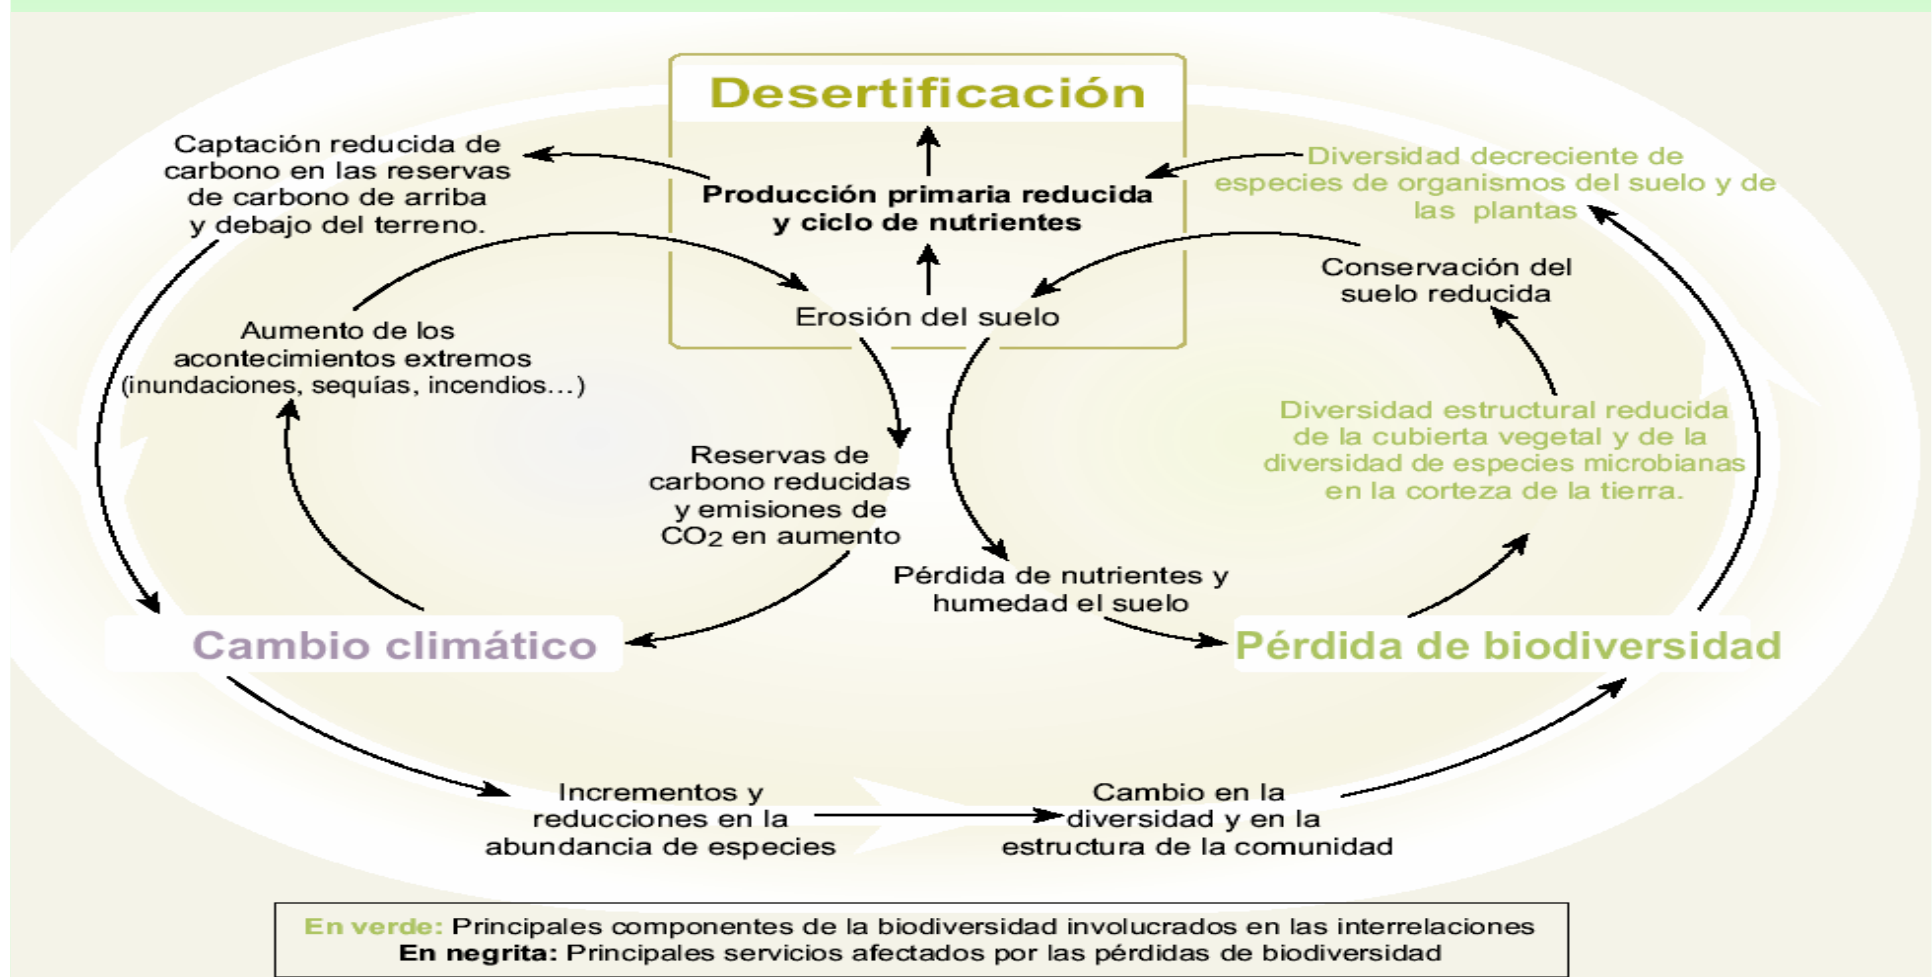 Desertificación
Captación reducida de
carbono en las reservas
de carbono de arriba
y debajo del terreno.
Producción primaria reducida
y ciclo de nutrientes
Diversidad decreciente de
especies de organismos del suelo y de
las plantas
Conservación del
suelo reducida
Erosión del suelo
Aumento de los
acontecimientos extremos
(inundaciones, sequías, incendios...)
Diversidad estructural reducida
de la cubierta vegetal y de la
diversidad de especies microbianas
en la corteza de la tierra.
Reservas de
carbono reducidas
y emisiones de
CO2 en aumento
Pérdida de nutrientes y
humedad el suelo
Cambio climático
Pérdida de biodiversidad
Incrementos y
reducciones en la
abundancia de especies
Cambio en la
diversidad y en la
estructura de la comunidad
En verde: Principales componentes de la biodiversidad involucrados en las interrelaciones
En negrita: Principales servicios afectados por las pérdidas de biodiversidad